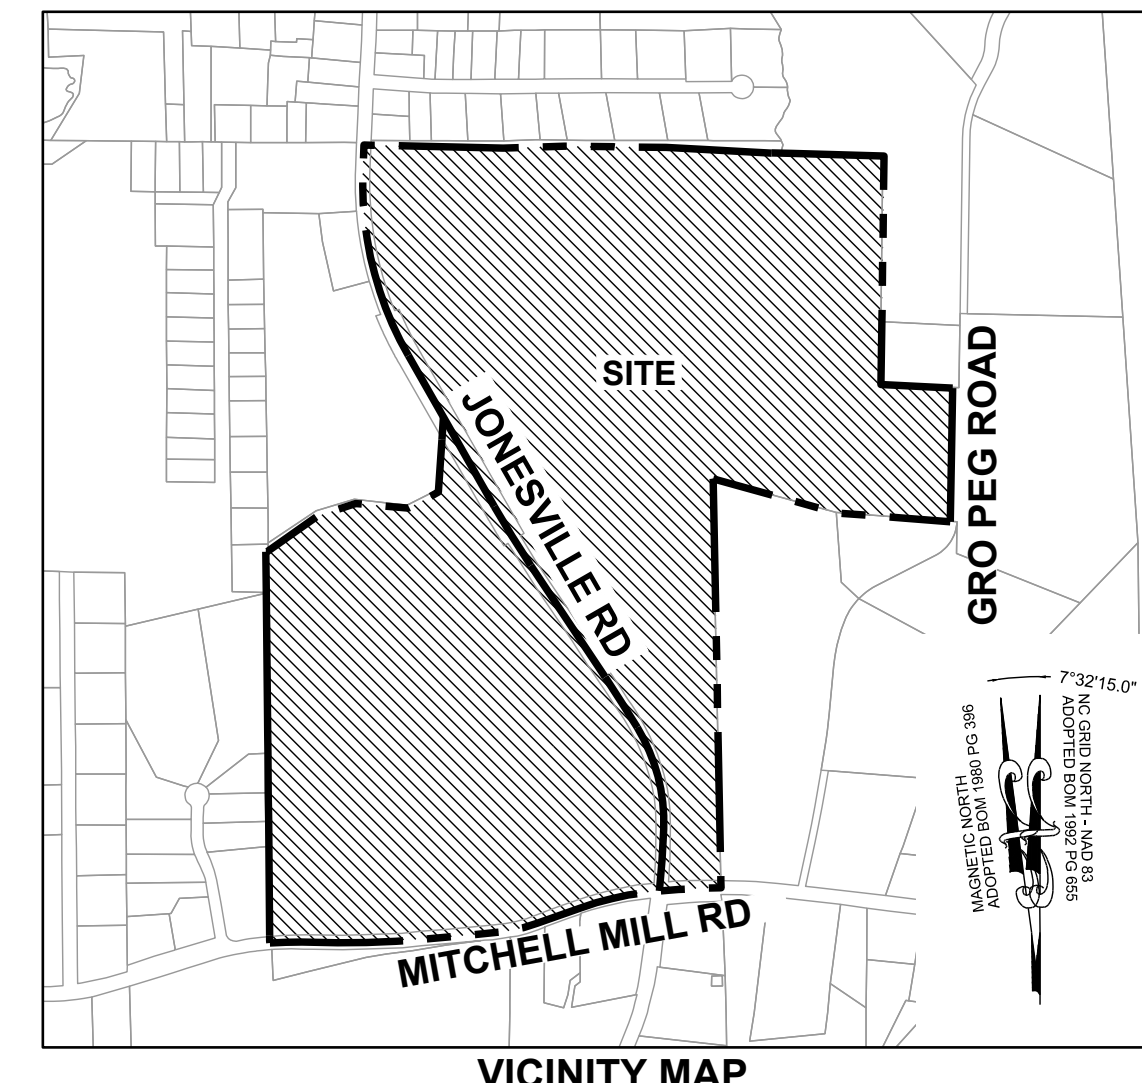 SITE
JONESVILLE RD
GRO PEG ROAD
MITCHELL MILL RD
7°32'15.0"
MAGNETIC NORTH
ADOPTED BOM 1980 PG 396
NC GRID NORTH - NAD 83
ADOPTED BOM 1992 PG 655
VICINITY MAP